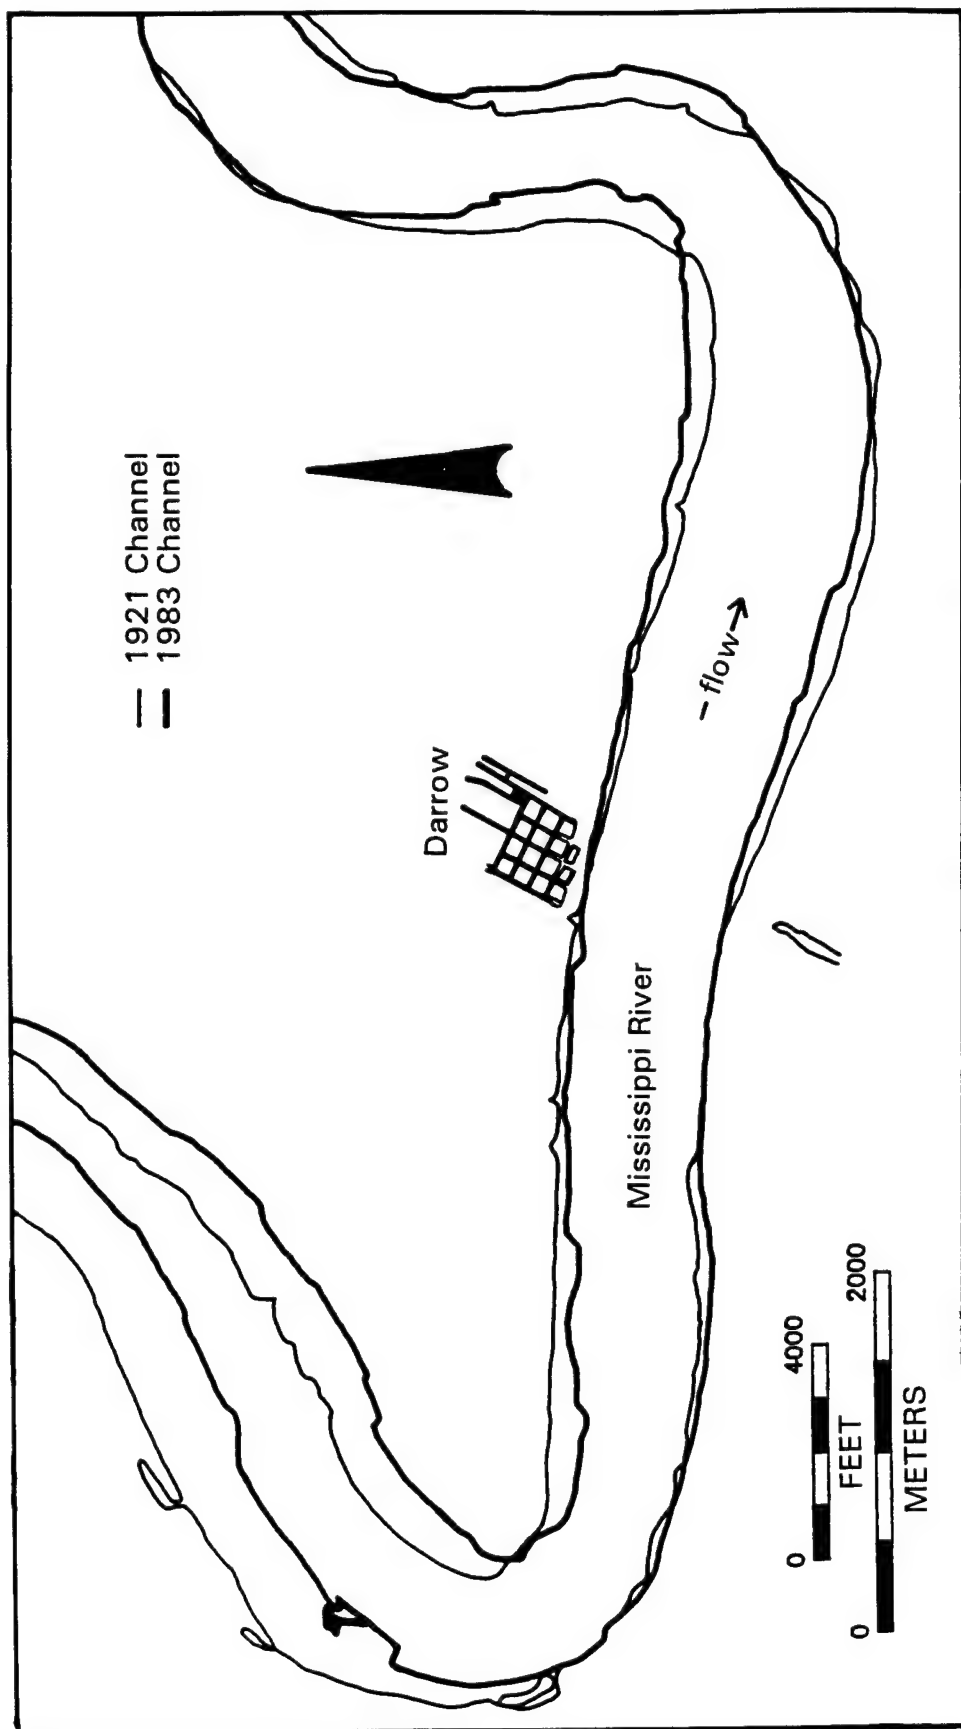 1921 Channel
1983 Channel
Darrow
– flow →
Mississippi River
0 4000
FEET
0 2000
METERS